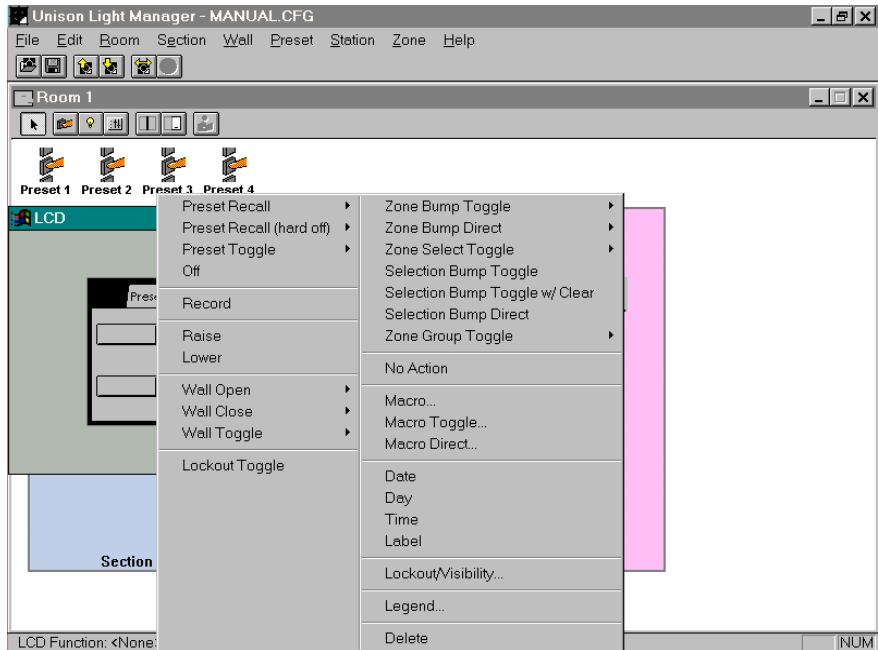 Unison Light Manager - MANUAL.CFG
File Edit Room Section Wall Preset Station Zone Help
Room 1
Preset 1 Preset 2 Preset 3 Preset 4
LCD
Prese
Section
Preset Recall
Preset Recall (hard off)
Preset Toggle
Off
Record
Raise
Lower
Wall Open
Wall Close
Wall Toggle
Lockout Toggle
Zone Bump Toggle
Zone Bump Direct
Zone Select Toggle
Selection Bump Toggle
Selection Bump Toggle w/ Clear
Selection Bump Direct
Zone Group Toggle
No Action
Macro...
Macro Toggle...
Macro Direct...
Date
Day
Time
Label
Lockout/Visibility...
Legend...
Delete
LCD Function: <None
NUM